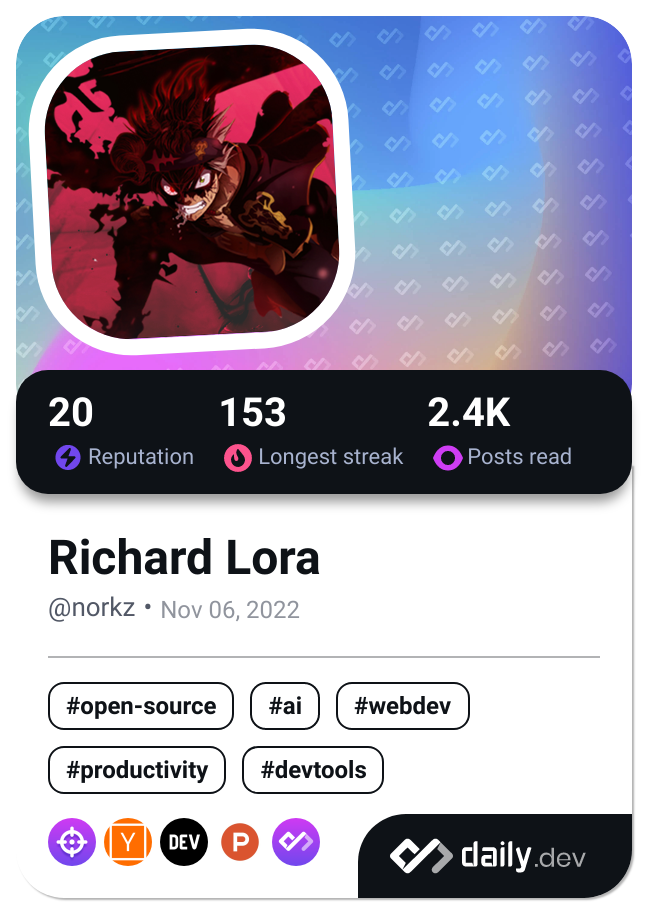 20 153 2.4K
Reputation Longest streak Posts read
Richard Lora
@norkz • Nov 06, 2022
#open-source #ai #webdev
#productivity #devtools
Y DEV P daily.dev